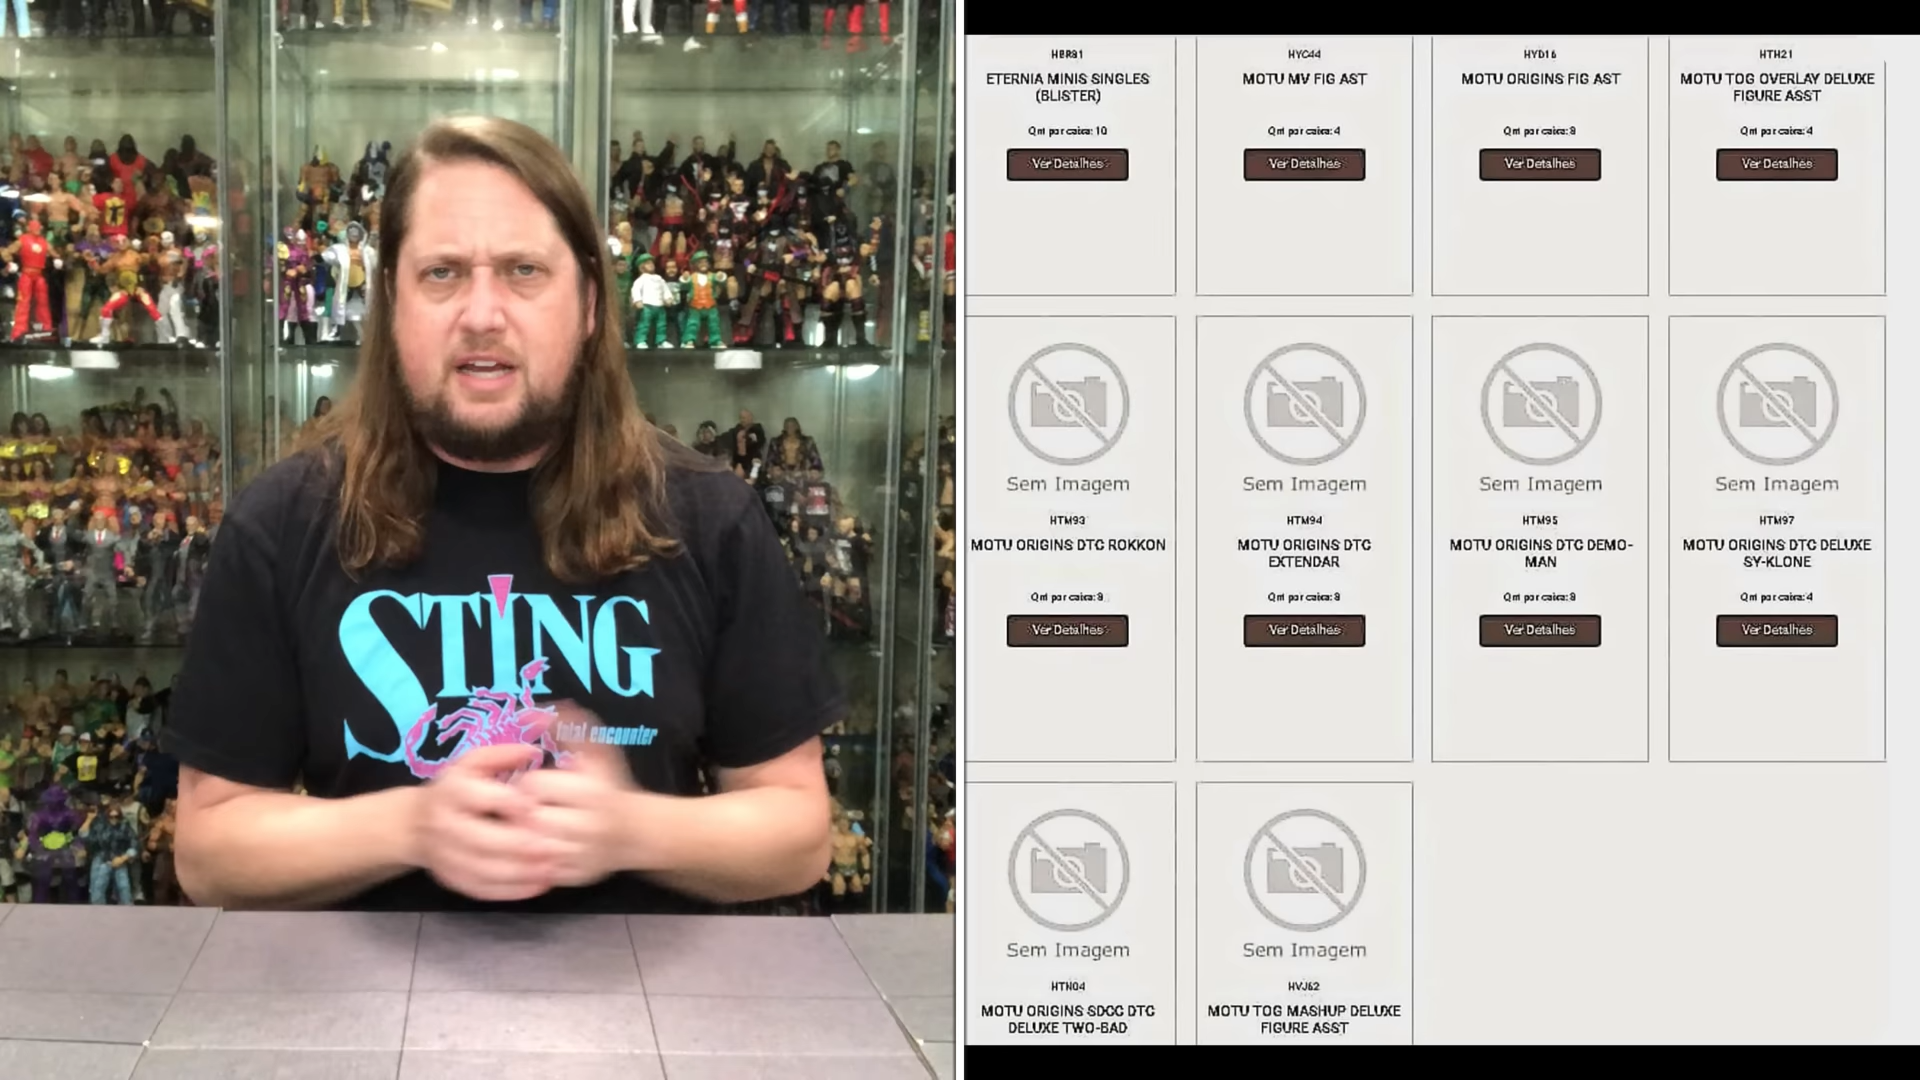 STING
total encounter
HBR81
ETERNIA MINIS SINGLES
(BLISTER)
Qnt por caixa: 10
Ver Detalhes
HYC44
MOTU MV FIG AST
Qnt por caixa: 4
Ver Detalhes
HYD16
MOTU ORIGINS FIG AST
Qnt por caixa: 8
Ver Detalhes
HTH21
MOTU TOG OVERLAY DELUXE
FIGURE ASST
Qnt por caixa: 4
Ver Detalhes
Sem Imagem
HTM93
MOTU ORIGINS DTC ROKKON
Qnt por caixa: 8
Ver Detalhes
Sem Imagem
HTM94
MOTU ORIGINS DTC
EXTENDAR
Qnt por caixa: 8
Ver Detalhes
Sem Imagem
HTM95
MOTU ORIGINS DTC DEMO-
MAN
Qnt por caixa: 8
Ver Detalhes
Sem Imagem
HTM97
MOTU ORIGINS DTC DELUXE
SY-KLONE
Qnt por caixa: 4
Ver Detalhes
Sem Imagem
HTN04
MOTU ORIGINS SDCC DTC
DELUXE TWO-BAD
Sem Imagem
HVJ62
MOTU TOG MASHUP DELUXE
FIGURE ASST